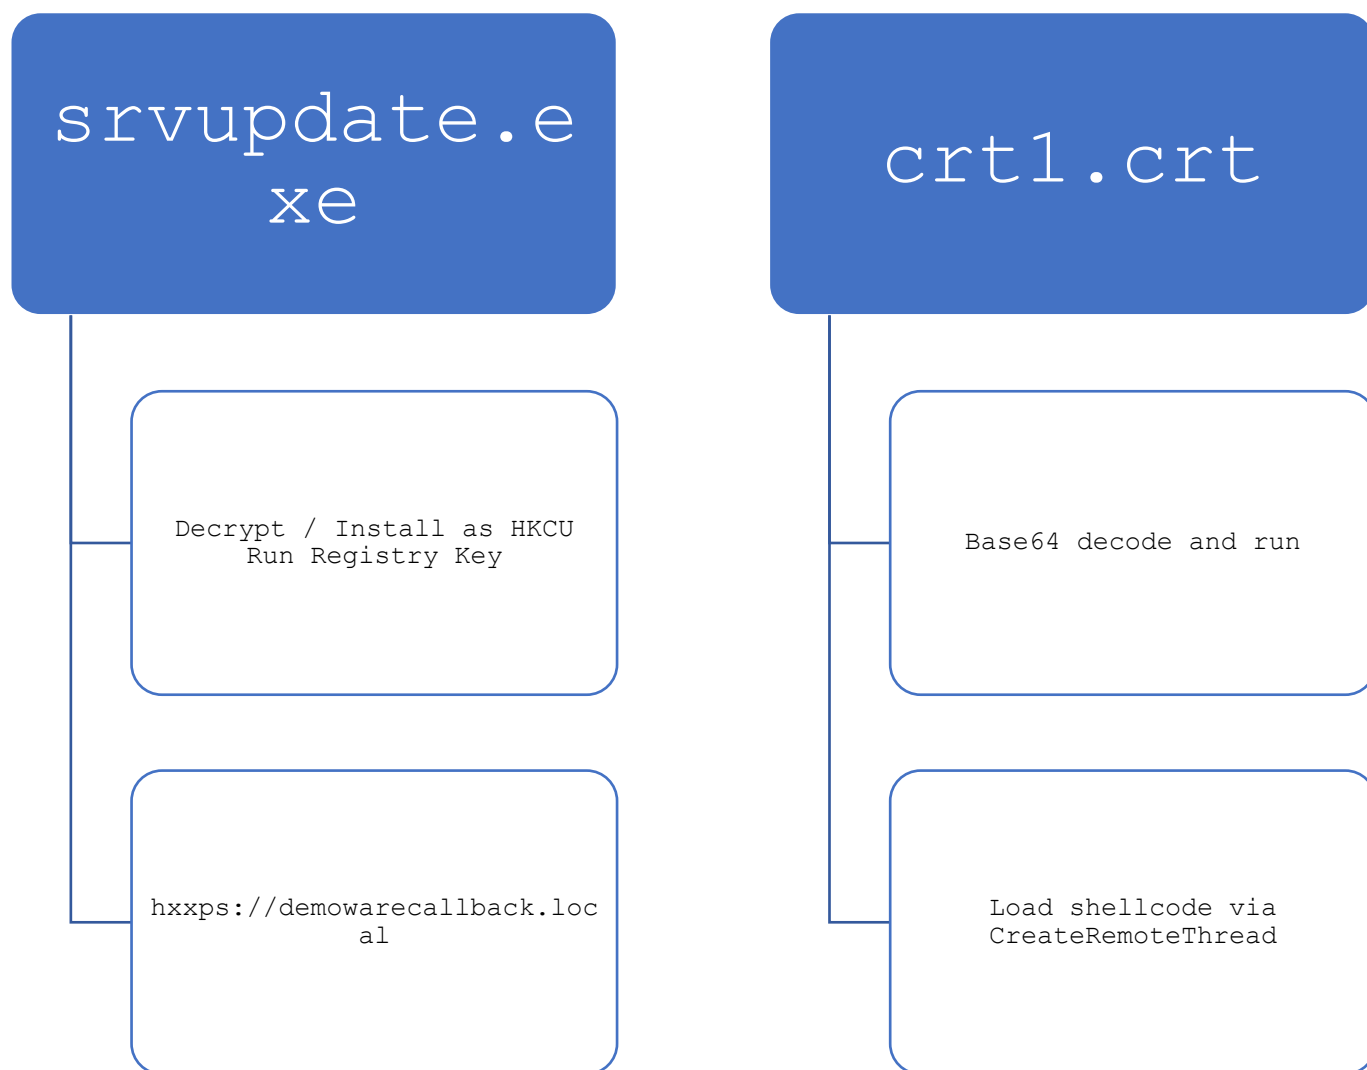 srvupdate.e
xe
crt1.crt
Decrypt / Install as HKCU
Run Registry Key
Base64 decode and run
hxxps://demowarecallback.loc
al
Load shellcode via
CreateRemoteThread